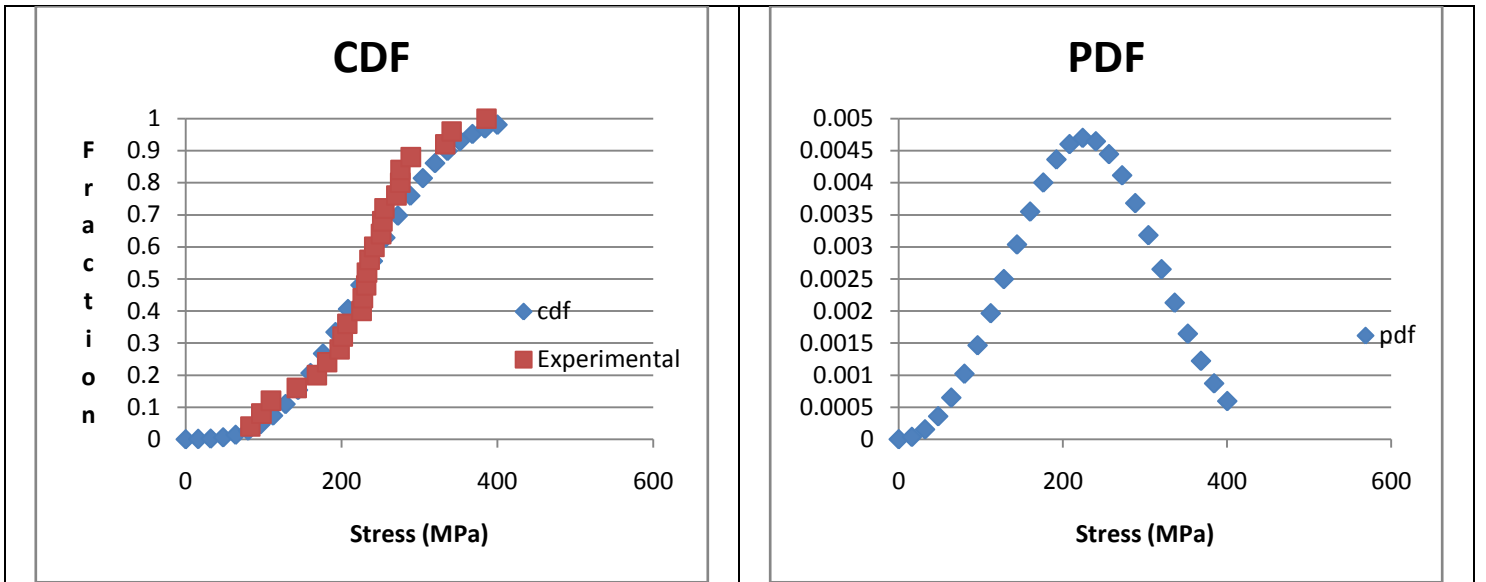 CDF
1
0.9
0.8
0.7
0.6
0.5
0.4
0.3
0.2
0.1
0
F
r
a
c
t
i
o
n
cdf
Experimental
0 200 400 600
Stress (MPa)
PDF
0.005
0.0045
0.004
0.0035
0.003
0.0025
0.002
0.0015
0.001
0.0005
0
pdf
0 200 400 600
Stress (MPa)